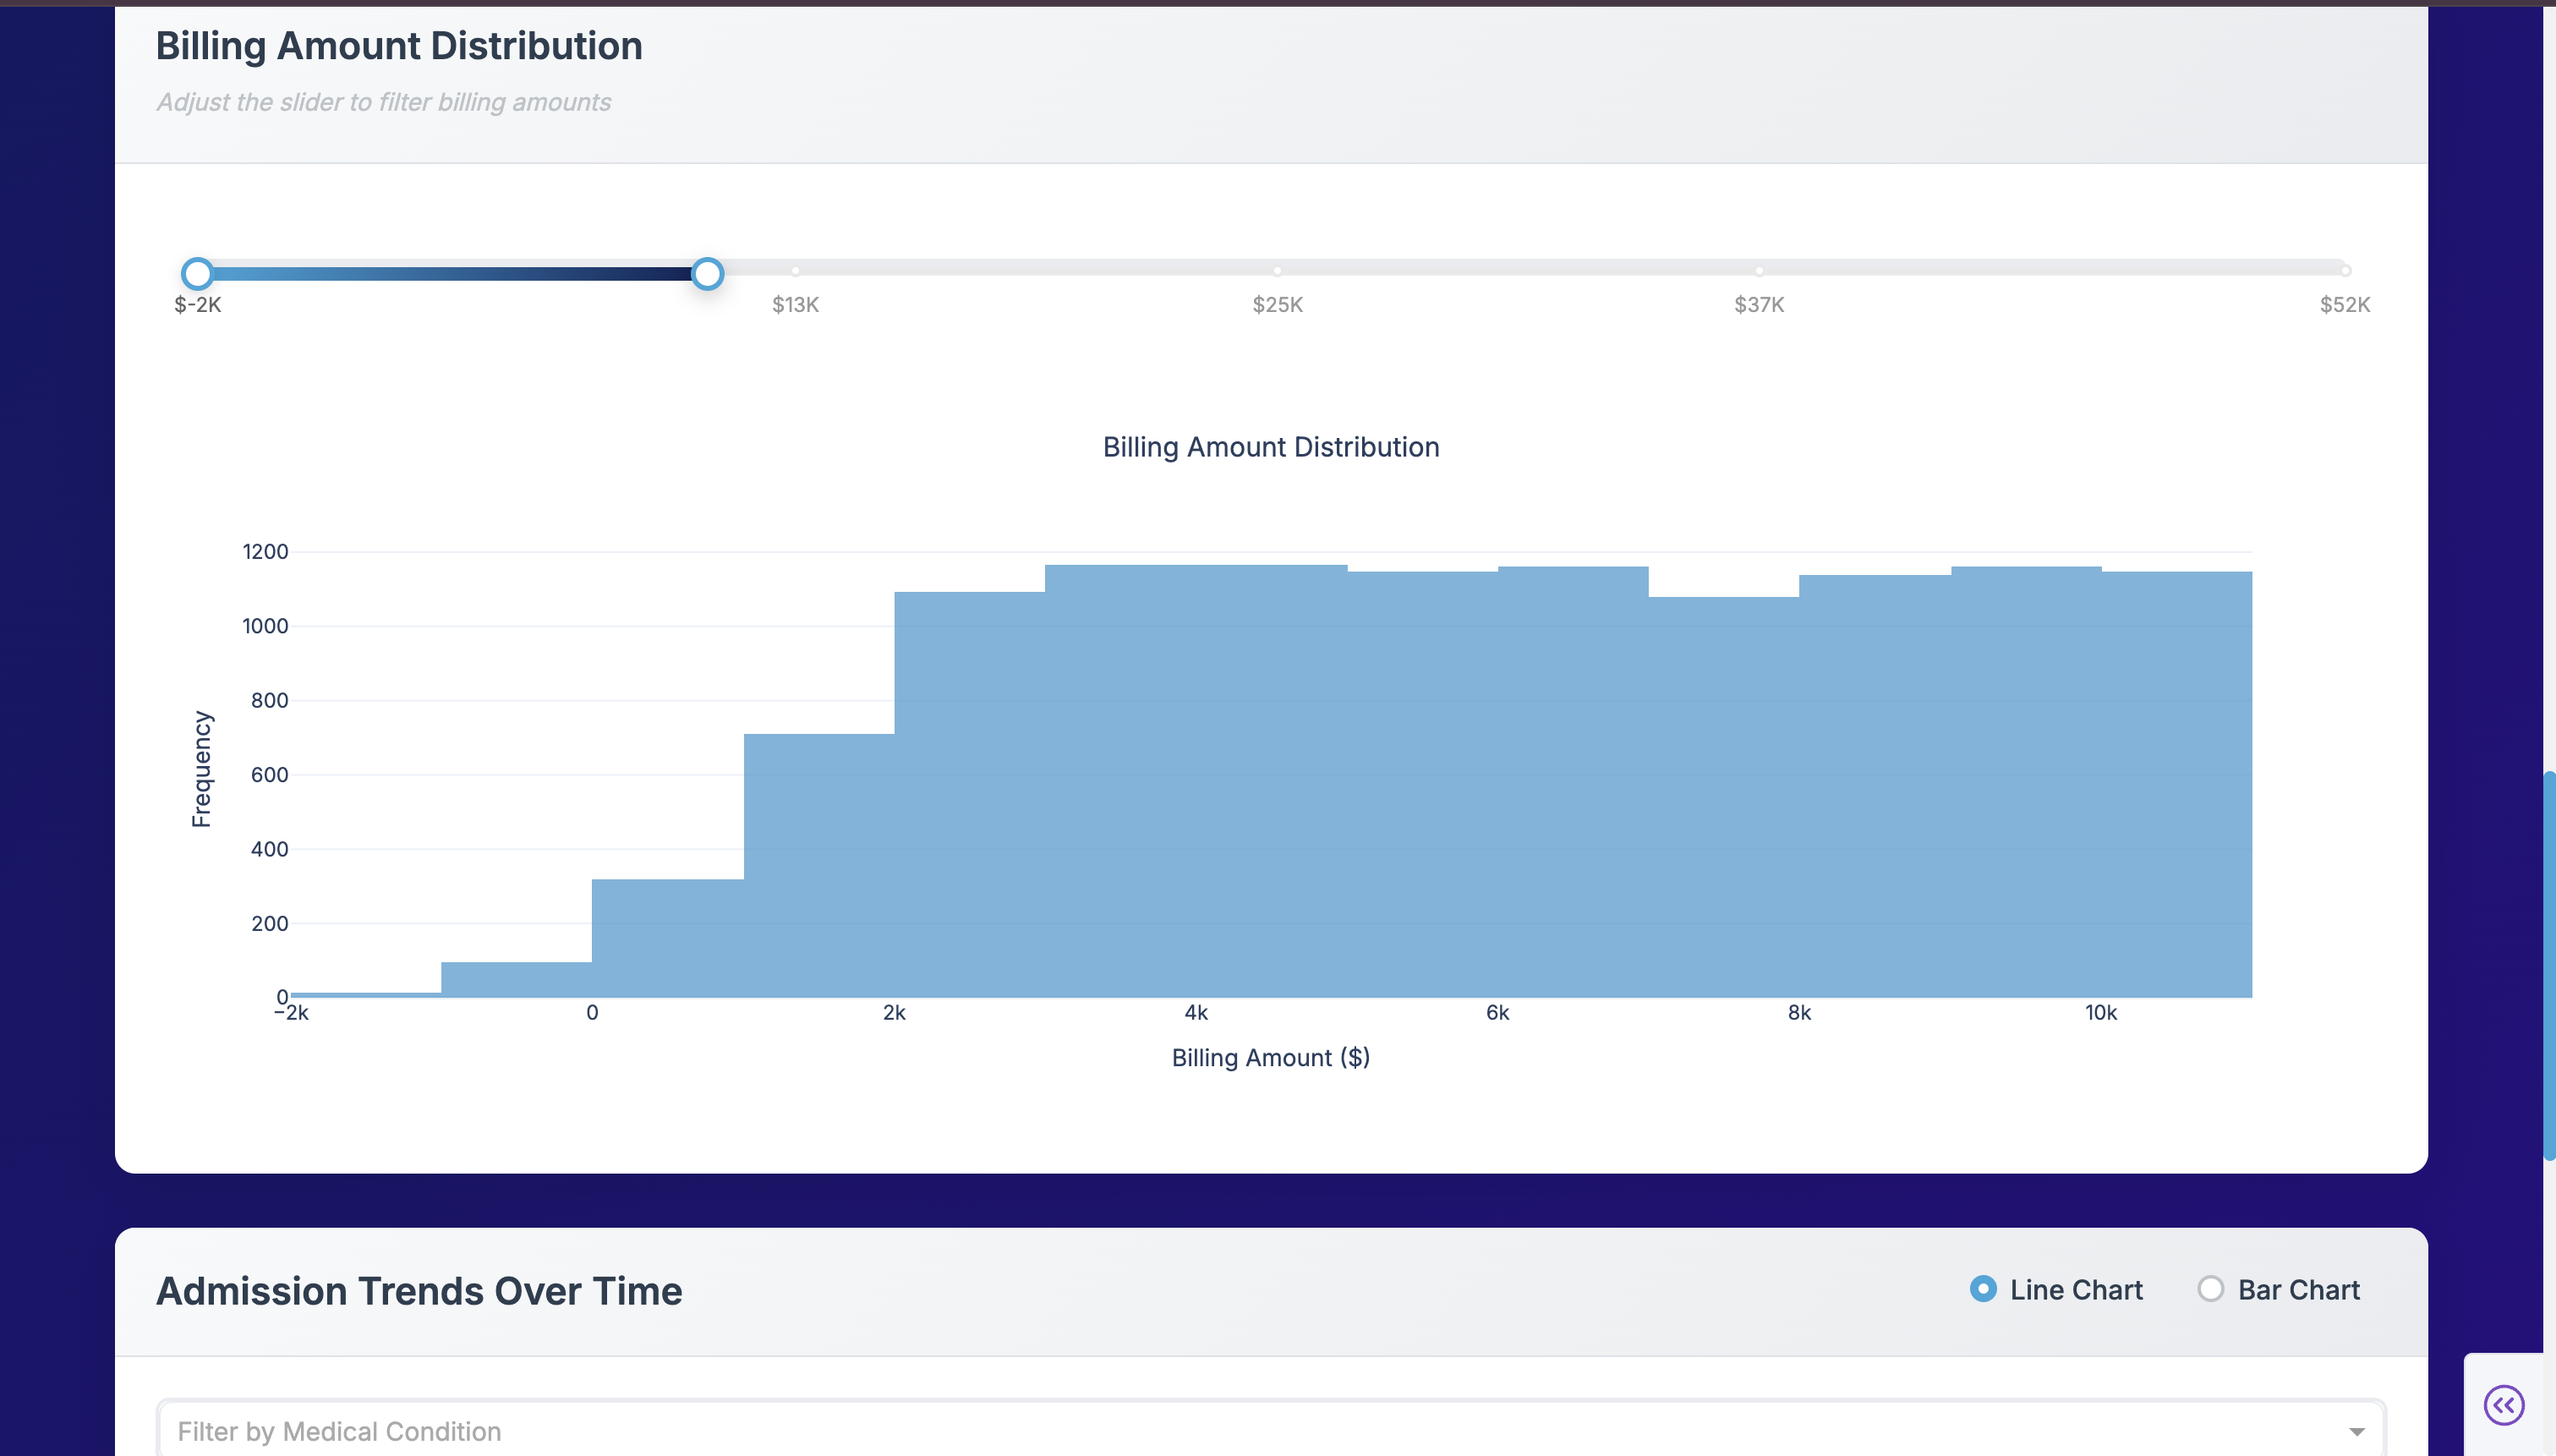 Billing Amount Distribution
Adjust the slider to filter billing amounts
$-2K $13K $25K $37K $52K
Billing Amount Distribution
1200
1000
800
600
400
200
0
Frequency
−2k 0 2k 4k 6k 8k 10k
Billing Amount ($)
Admission Trends Over Time
Line Chart Bar Chart
Filter by Medical Condition